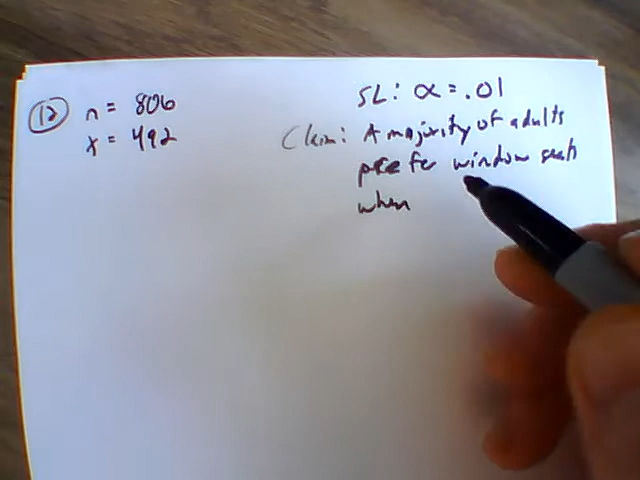 12 n = 806
x = 492
SL: α = .01
Claim: A majority of adults
prefer window seats
when